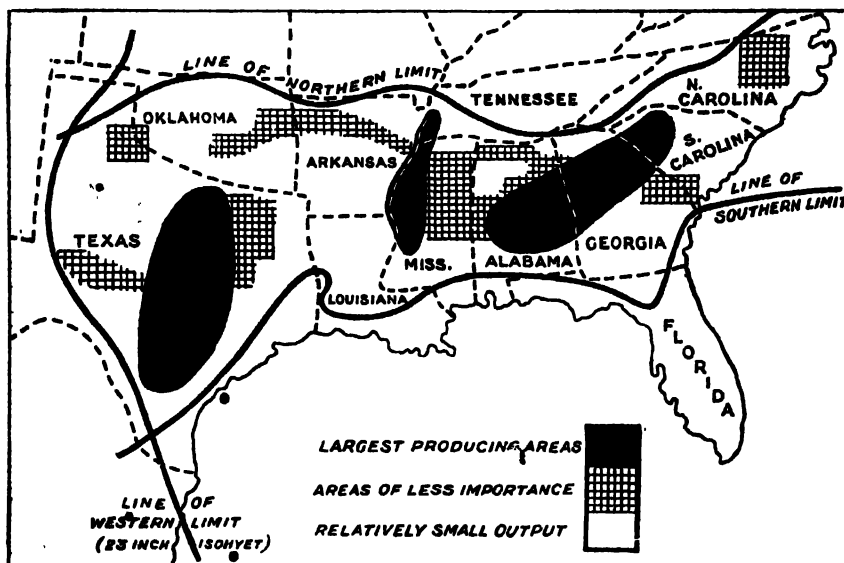 LINE OF NORTHERN LIMIT
TENNESSEE
N. CAROLINA
OKLAHOMA
ARKANSAS
S. CAROLINA
LINE OF SOUTHERN LIMIT
TEXAS
MISS.
ALABAMA
GEORGIA
LOUISIANA
FLORIDA
LARGEST PRODUCING AREAS
AREAS OF LESS IMPORTANCE
RELATIVELY SMALL OUTPUT
LINE OF
WESTERN LIMIT
(23 INCH ISOHYET)